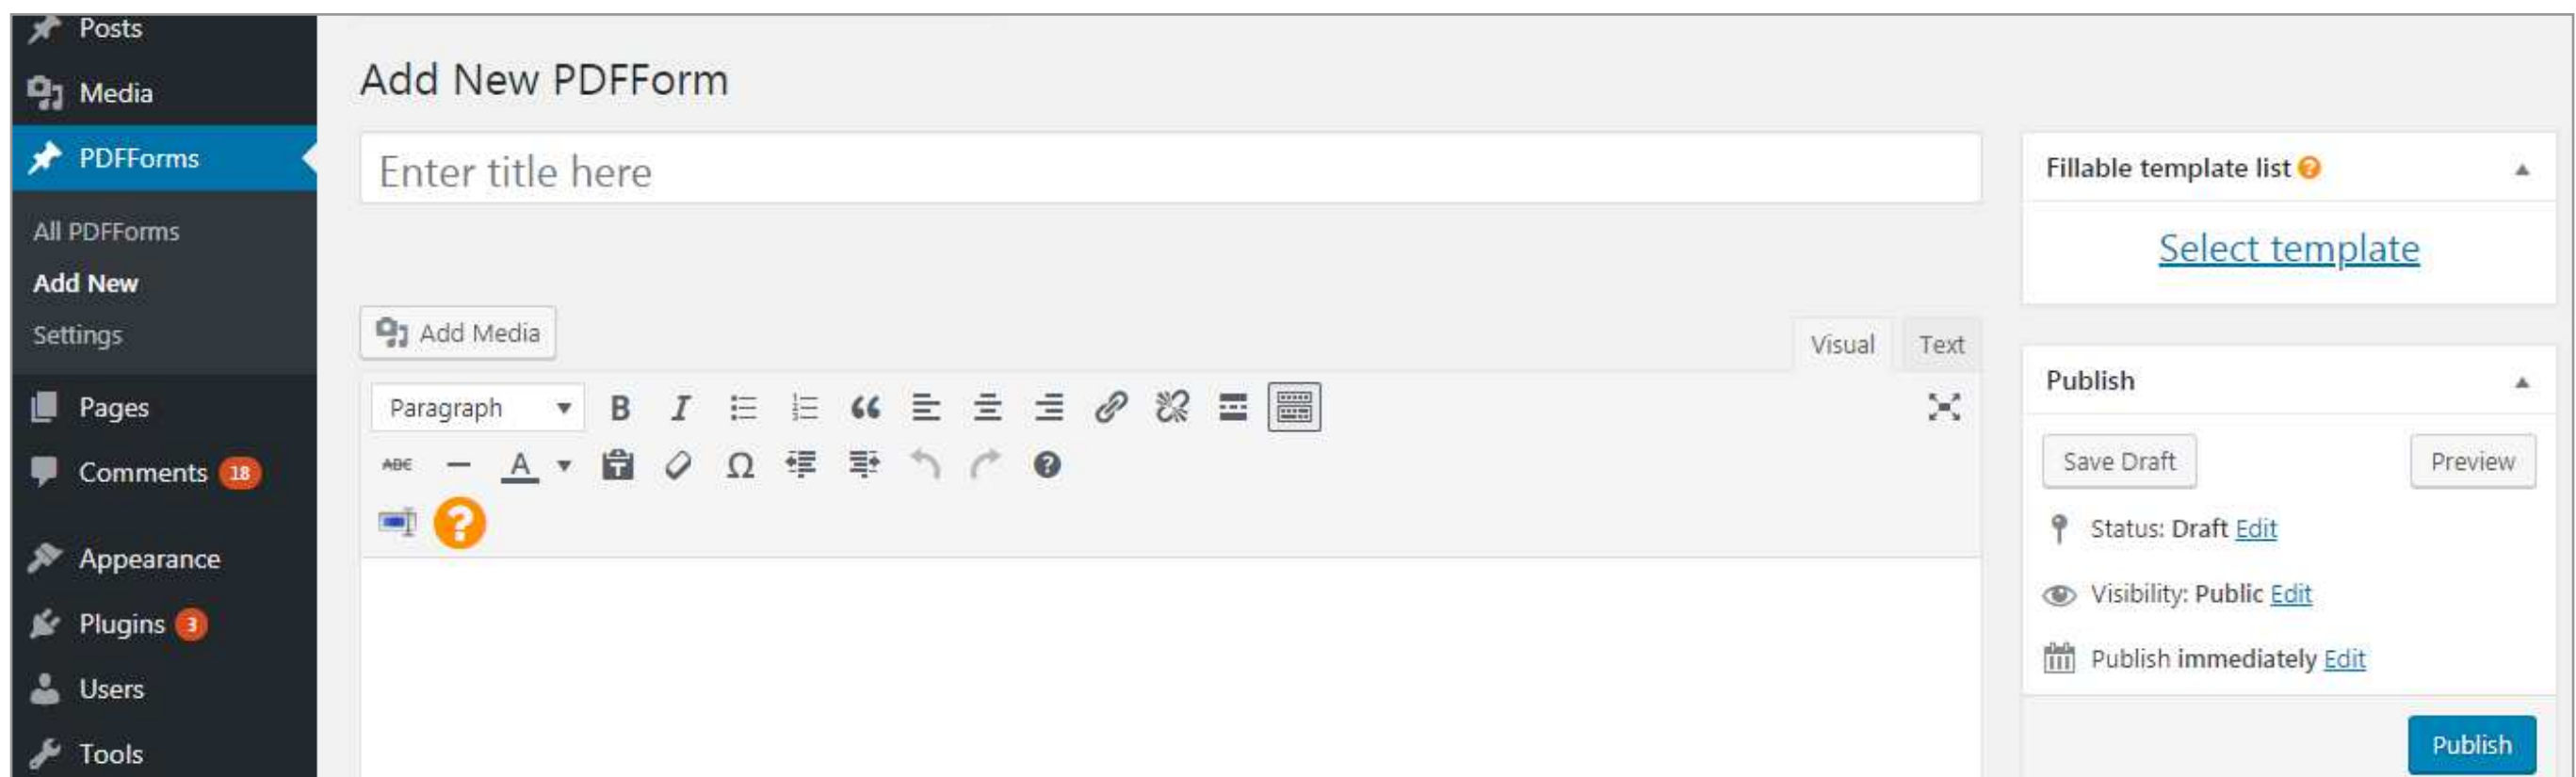 Posts
Media
PDFForms
All PDFForms
Add New
Settings
Pages
Comments 18
Appearance
Plugins 3
Users
Tools
Add New PDFForm
Enter title here
Add Media
Visual Text
Paragraph B I
ABC A Ω
Fillable template list
Select template
Publish
Save Draft Preview
Status: Draft Edit
Visibility: Public Edit
Publish immediately Edit
Publish